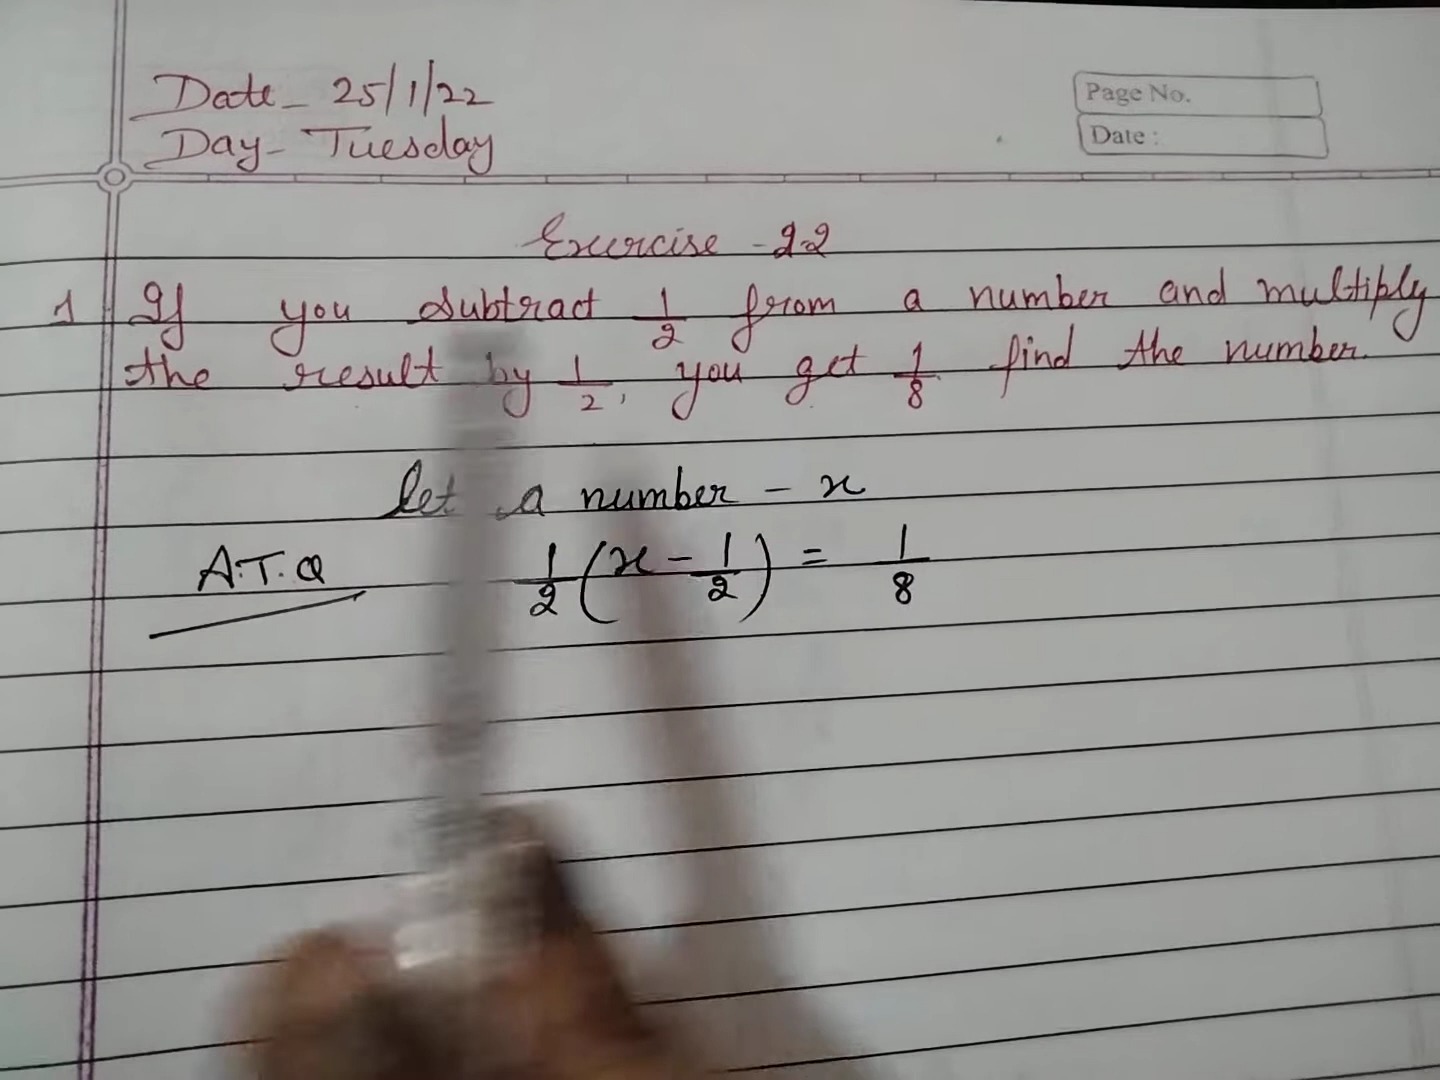 Date - 25/1/22
Day - Tuesday
Page No.
Date :
Exercise - 2.2
1 If you subtract 1/2 from a number and multiply
the result by 1/2, you get 1/8. find the number.
let a number - x
A.T.Q 1/2 (x - 1/2) = 1/8